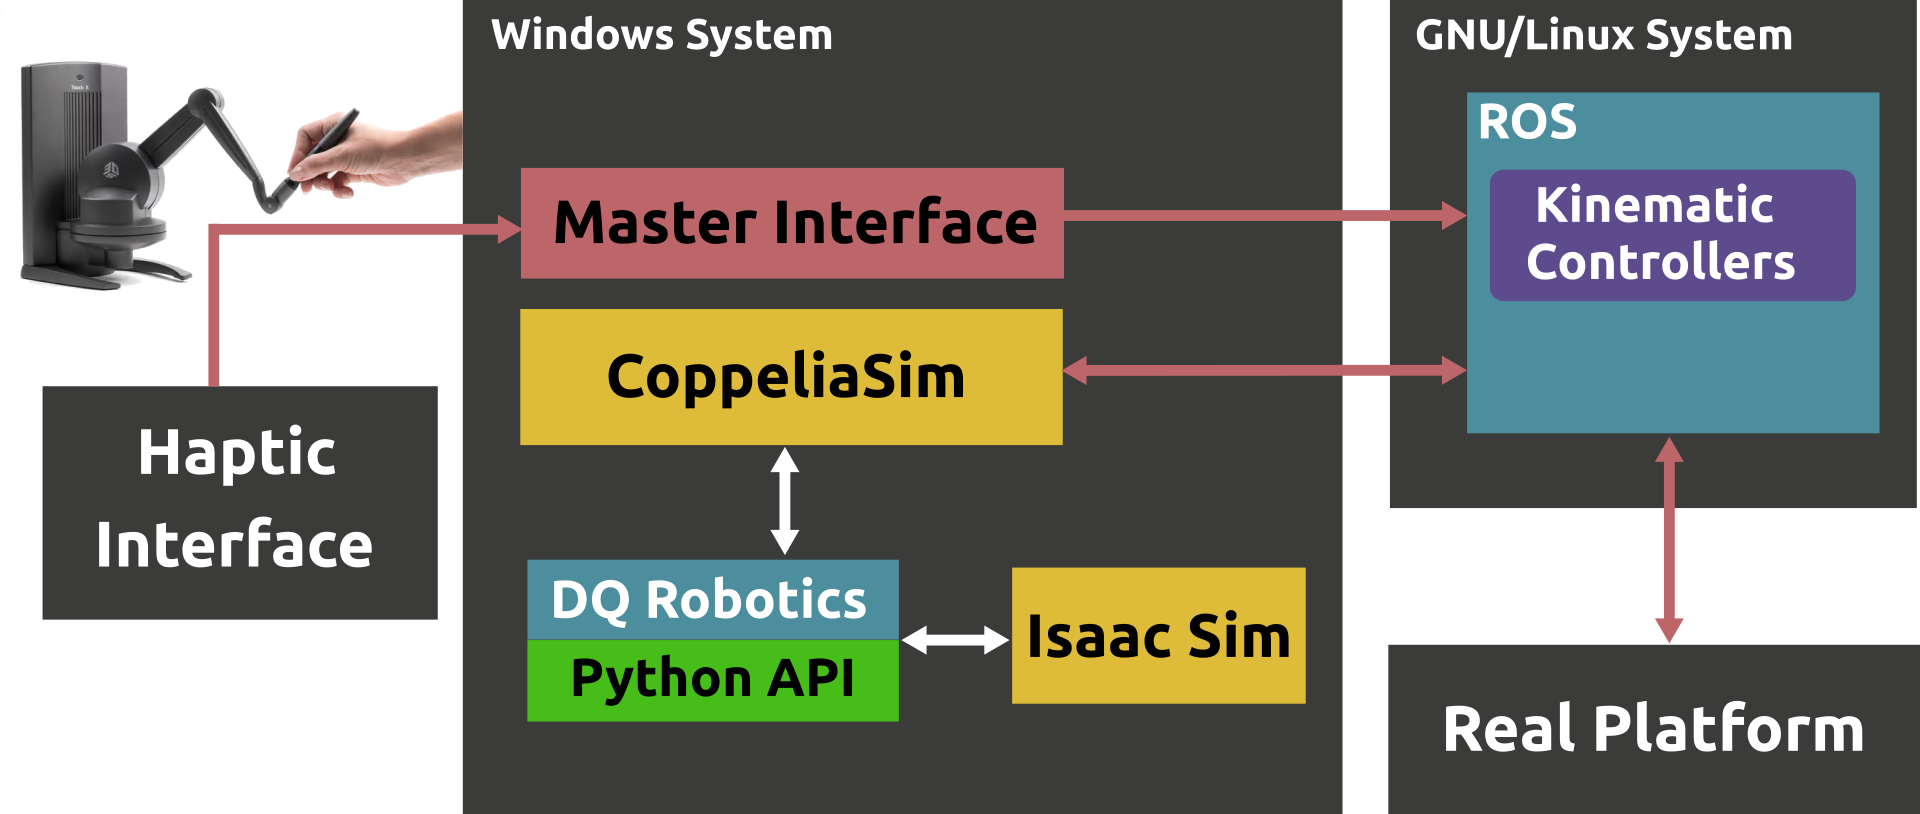 Windows System
GNU/Linux System
Touch X
ROS
Kinematic
Controllers
Master Interface
CoppeliaSim
Haptic
Interface
DQ Robotics
Python API
Isaac Sim
Real Platform